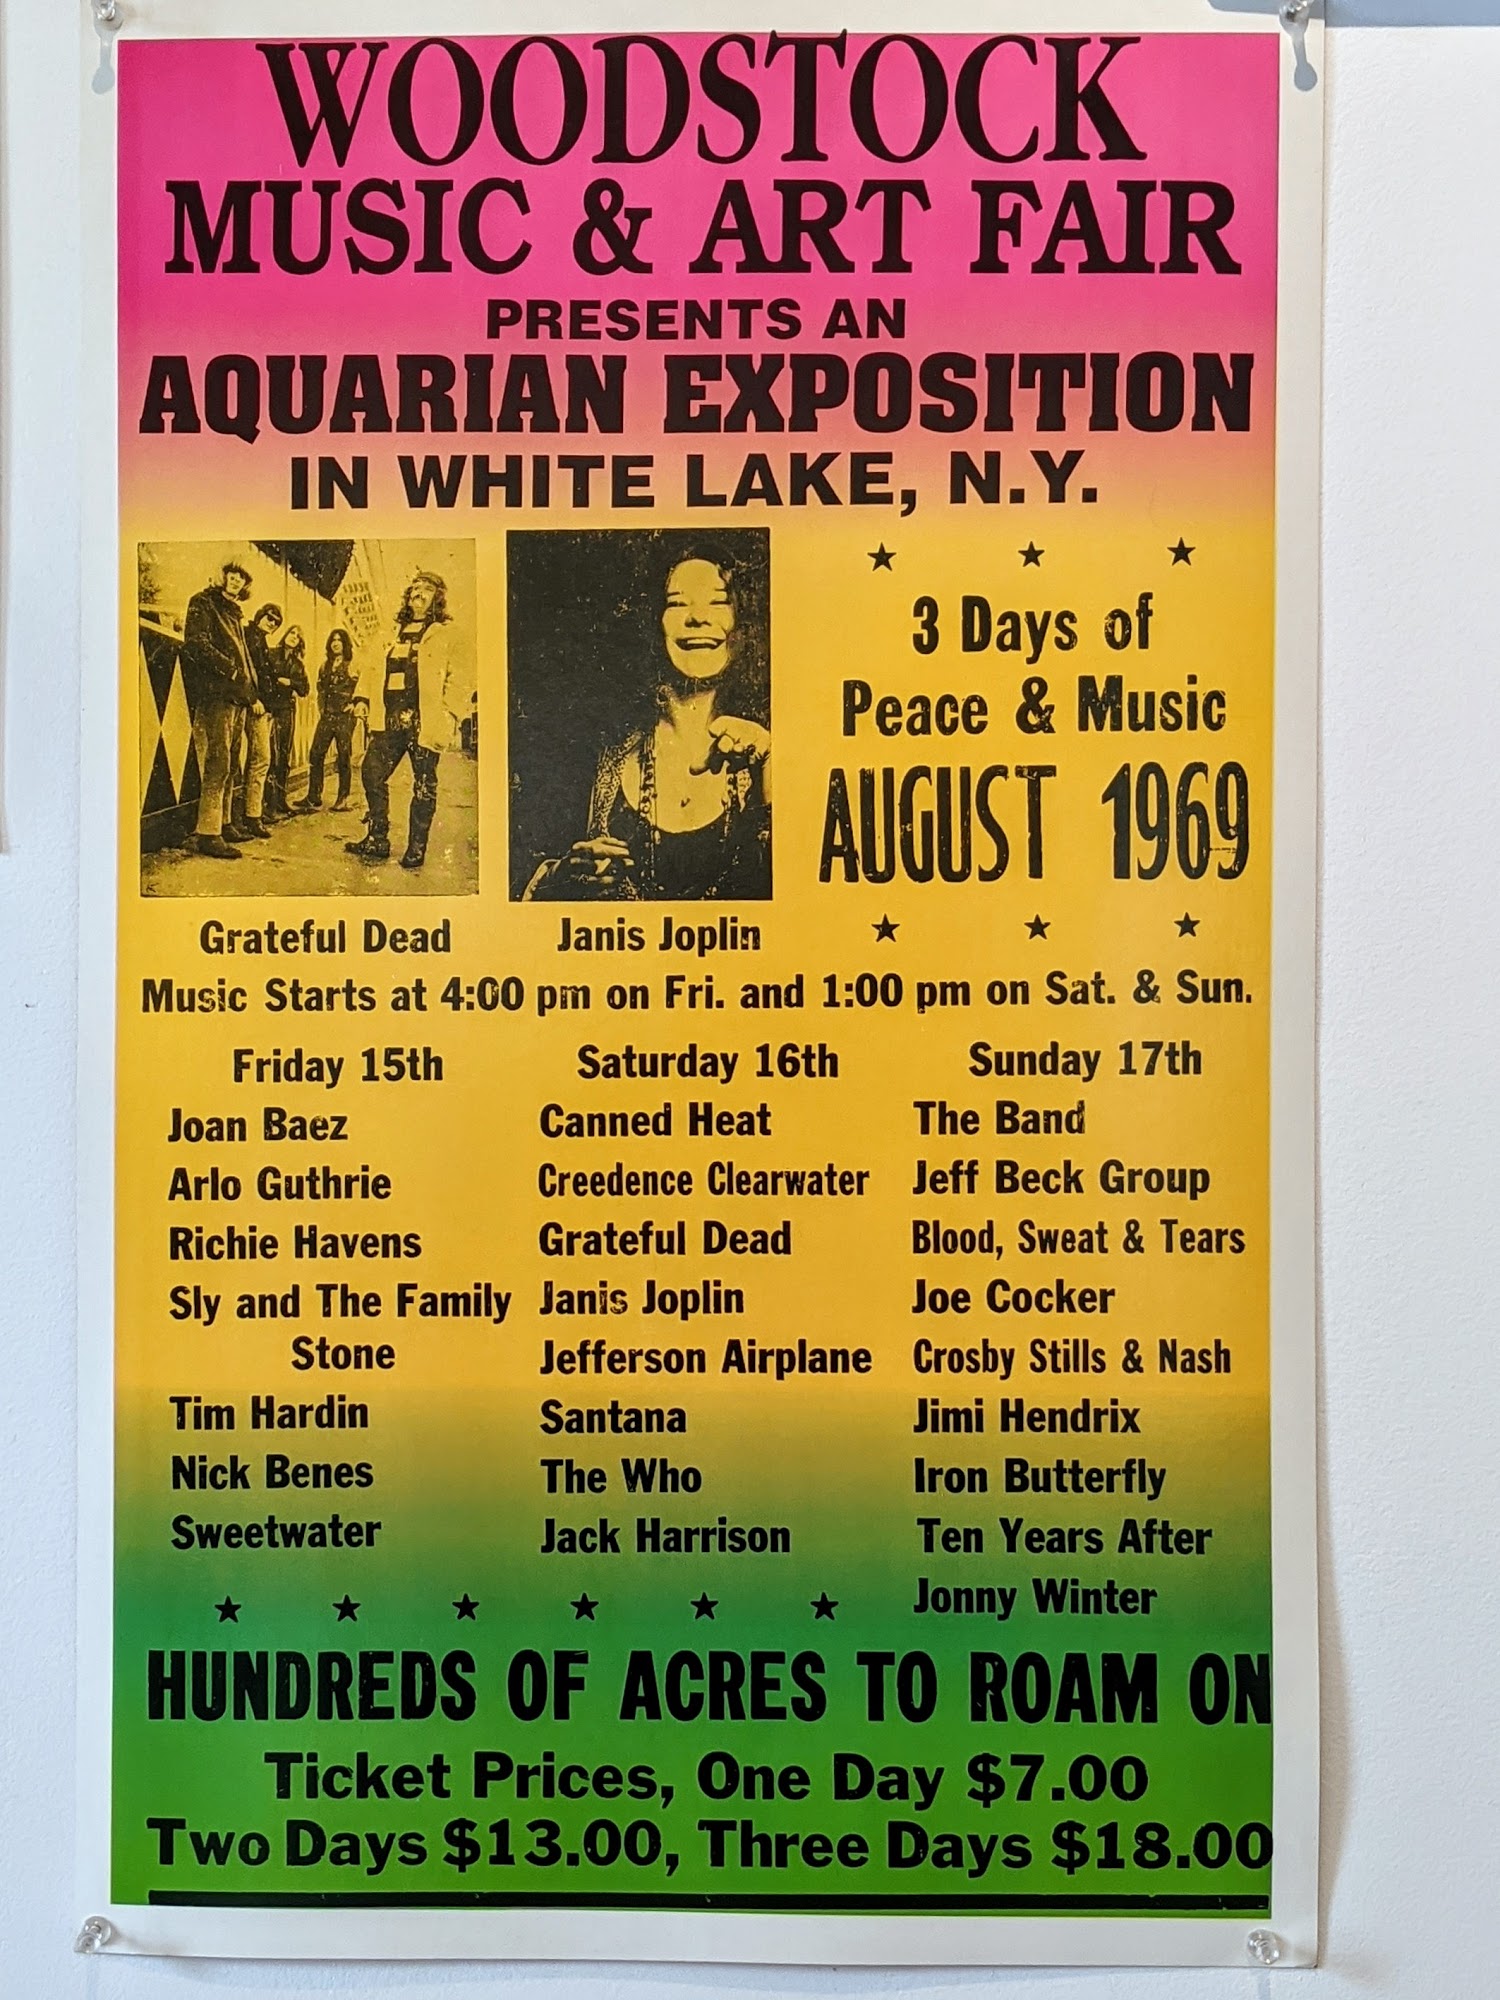 WOODSTOCK
MUSIC & ART FAIR
PRESENTS AN
AQUARIAN EXPOSITION
IN WHITE LAKE, N.Y.
3 Days of
Peace & Music
AUGUST 1969
Grateful Dead
Janis Joplin
Music Starts at 4:00 pm on Fri. and 1:00 pm on Sat. & Sun.
Friday 15th
Joan Baez
Arlo Guthrie
Richie Havens
Sly and The Family
Stone
Tim Hardin
Nick Benes
Sweetwater
Saturday 16th
Canned Heat
Creedence Clearwater
Grateful Dead
Janis Joplin
Jefferson Airplane
Santana
The Who
Jack Harrison
Sunday 17th
The Band
Jeff Beck Group
Blood, Sweat & Tears
Joe Cocker
Crosby Stills & Nash
Jimi Hendrix
Iron Butterfly
Ten Years After
Jonny Winter
HUNDREDS OF ACRES TO ROAM ON
Ticket Prices, One Day $7.00
Two Days $13.00, Three Days $18.00